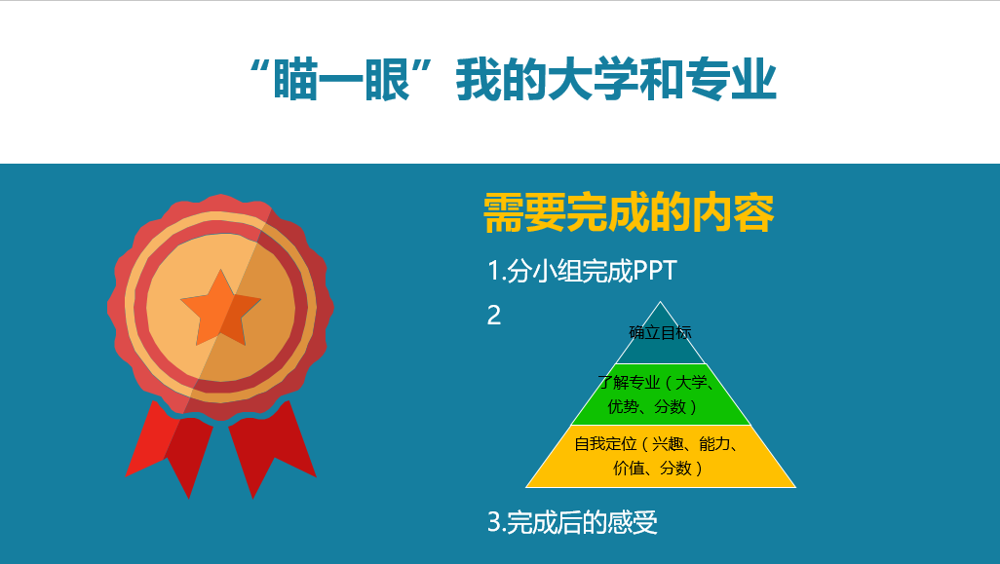 “瞄一眼”我的大学和专业
需要完成的内容
1.分小组完成PPT
2
确立目标
了解专业（大学、
优势、分数）
自我定位（兴趣、能力、
价值、分数）
3.完成后的感受